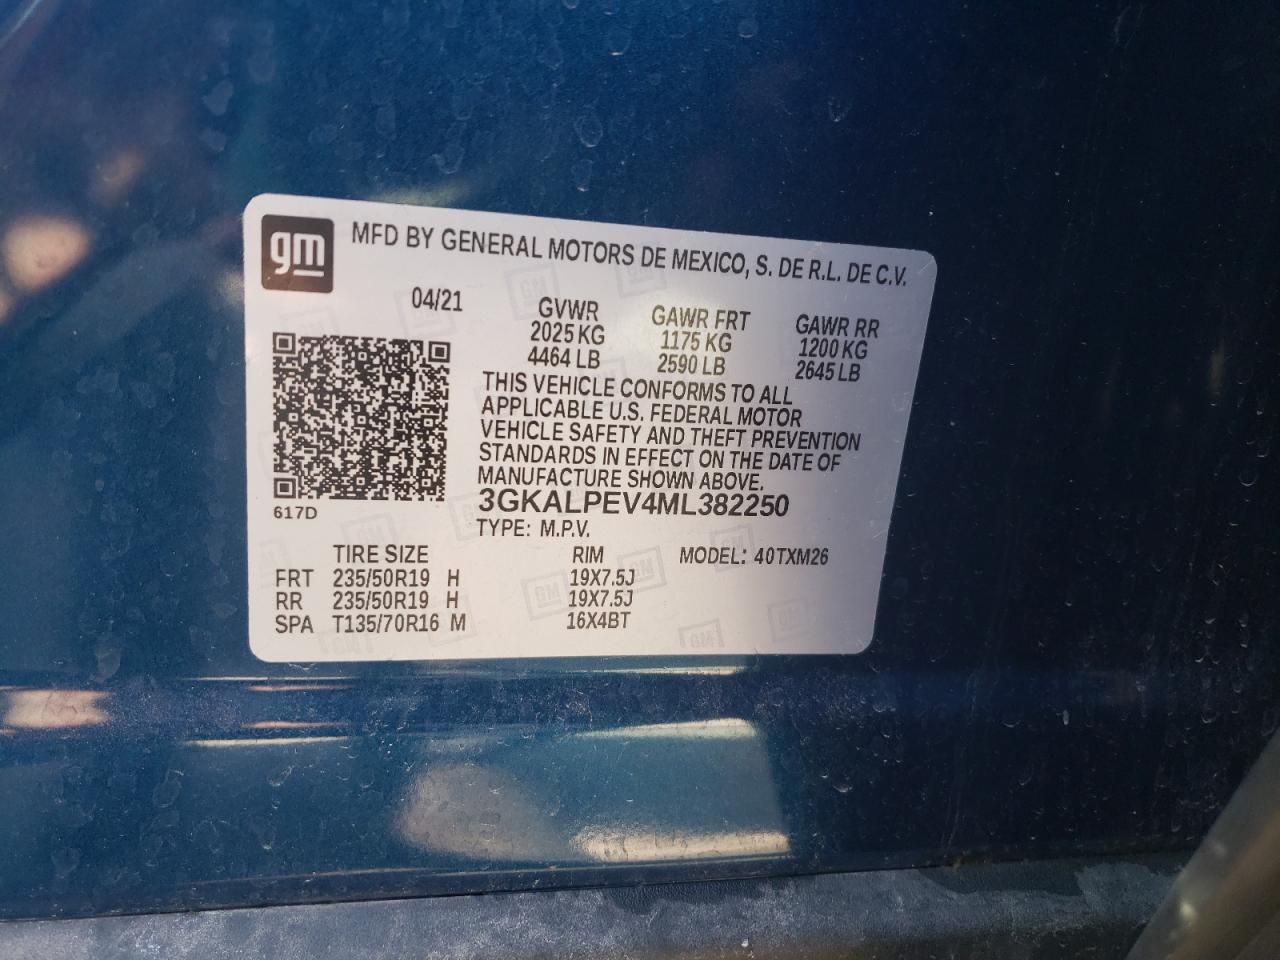 gm MFD BY GENERAL MOTORS DE MEXICO, S. DE R.L. DE C.V.
04/21 GVWR GAWR FRT GAWR RR
2025 KG 1175 KG 1200 KG
4464 LB 2590 LB 2645 LB
THIS VEHICLE CONFORMS TO ALL
APPLICABLE U.S. FEDERAL MOTOR
VEHICLE SAFETY AND THEFT PREVENTION
STANDARDS IN EFFECT ON THE DATE OF
MANUFACTURE SHOWN ABOVE.
3GKALPEV4ML382250
617D
TYPE: M.P.V.
TIRE SIZE RIM MODEL: 40TXM26
FRT 235/50R19 H 19X7.5J
RR 235/50R19 H 19X7.5J
SPA T135/70R16 M 16X4BT